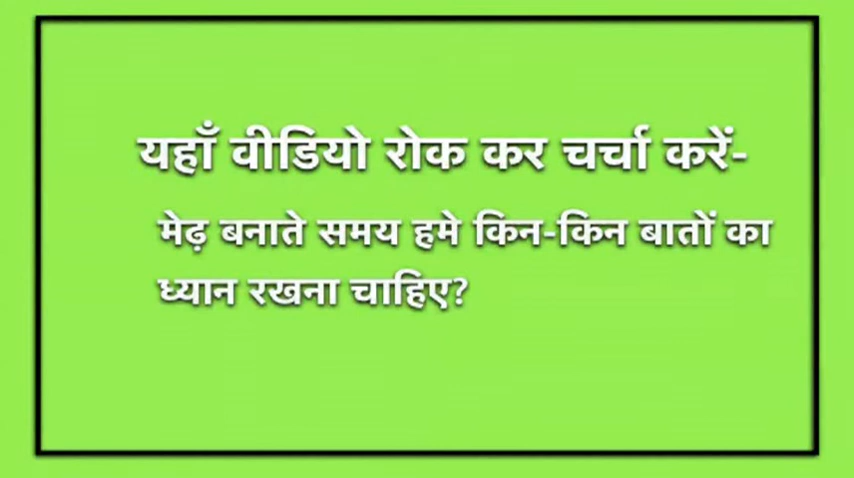 यहाँ वीडियो रोक कर चर्चा करें-
मेढ़ बनाते समय हमे किन-किन बातों का
ध्यान रखना चाहिए?